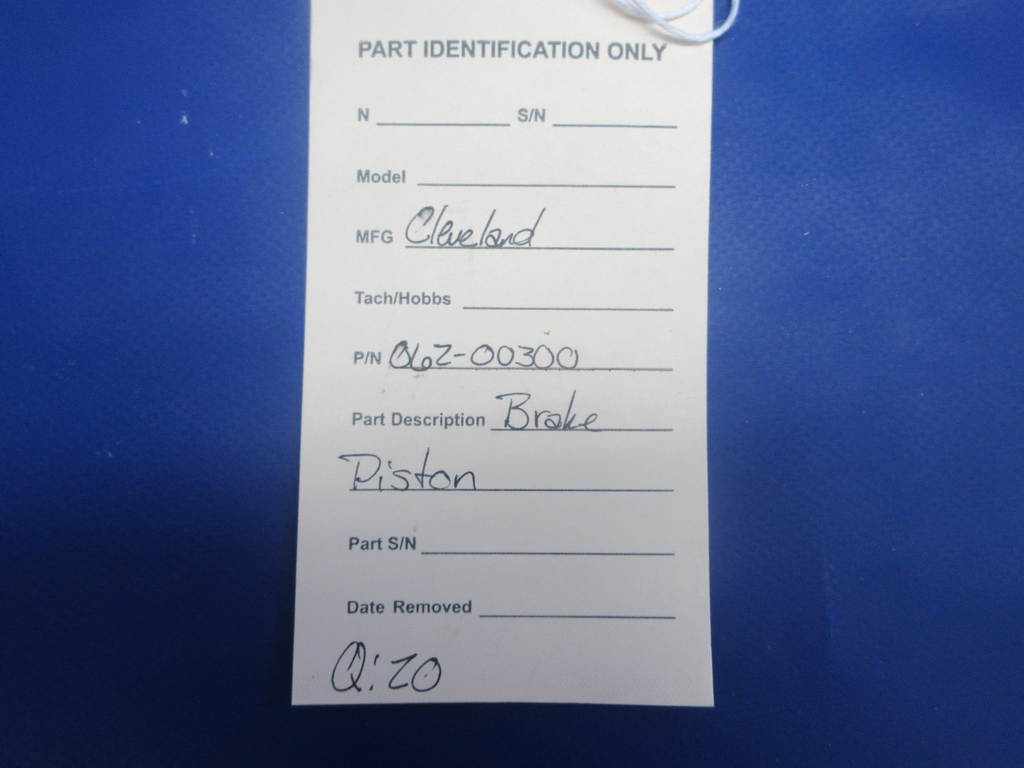 PART IDENTIFICATION ONLY
N S/N
Model
MFG Cleveland
Tach/Hobbs
P/N 062-00300
Part Description Brake
Piston
Part S/N
Date Removed
Q: 20